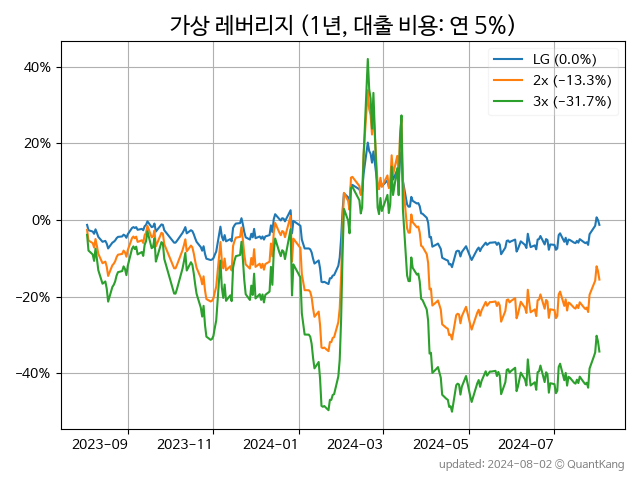 가상 레버리지 (1년, 대출 비용: 연 5%)
LG (0.0%)
2x (−13.3%)
3x (−31.7%)
40%
20%
0%
−20%
−40%
2023-09 2023-11 2024-01 2024-03 2024-05 2024-07
updated: 2024-08-02 © QuantKang